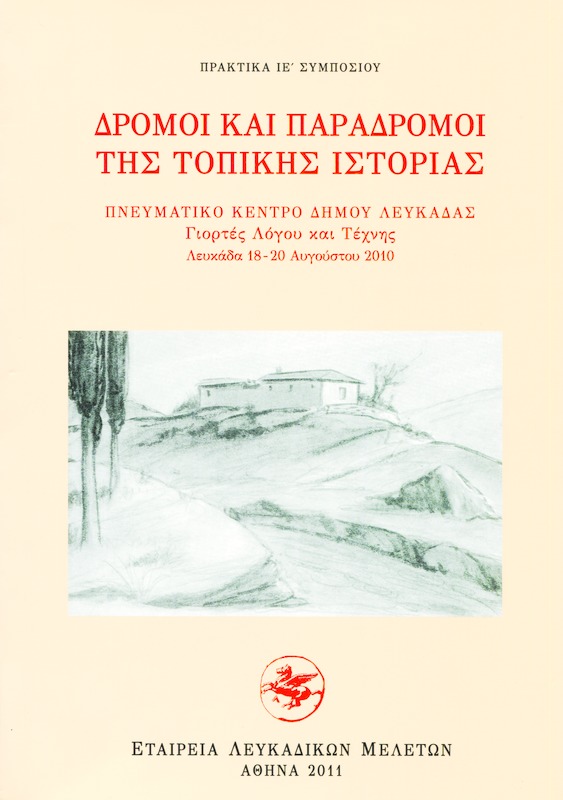 ΠΡΑΚΤΙΚΑ ΙΕ΄ ΣΥΜΠΟΣΙΟΥ
ΔΡΟΜΟΙ ΚΑΙ ΠΑΡΑΔΡΟΜΟΙ
ΤΗΣ ΤΟΠΙΚΗΣ ΙΣΤΟΡΙΑΣ
ΠΝΕΥΜΑΤΙΚΟ ΚΕΝΤΡΟ ΔΗΜΟΥ ΛΕΥΚΑΔΑΣ
Γιορτές Λόγου και Τέχνης
Λευκάδα 18-20 Αυγούστου 2010
ΕΤΑΙΡΕΙΑ ΛΕΥΚΑΔΙΚΩΝ ΜΕΛΕΤΩΝ
ΑΘΗΝΑ 2011